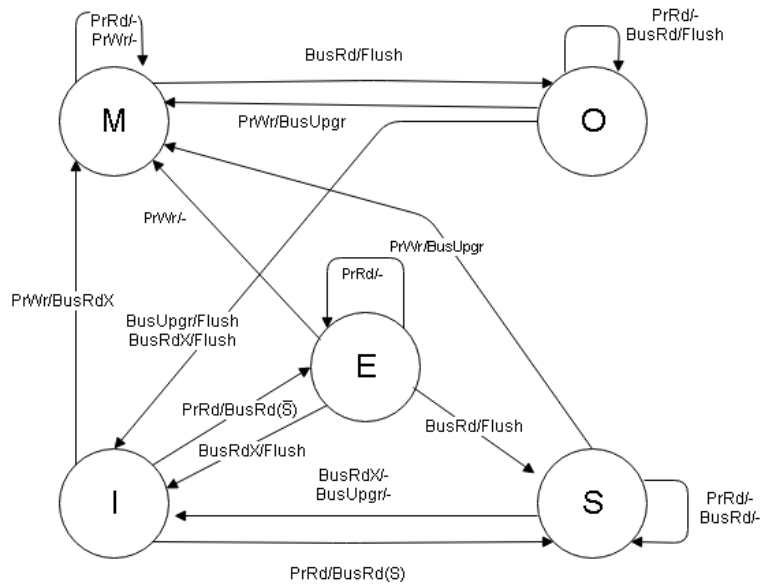 PrRd/-
PrWr/-
M
BusRd/Flush
PrRd/-
BusRd/Flush
O
PrWr/BusUpgr
PrWr/-
PrWr/BusUpgr
PrRd/-
PrWr/BusRdX
BusUpgr/Flush
BusRdX/Flush
E
PrRd/BusRd(S̅)
BusRd/Flush
BusRdX/Flush
I
BusRdX/-
BusUpgr/-
S
PrRd/-
BusRd/-
PrRd/BusRd(S)